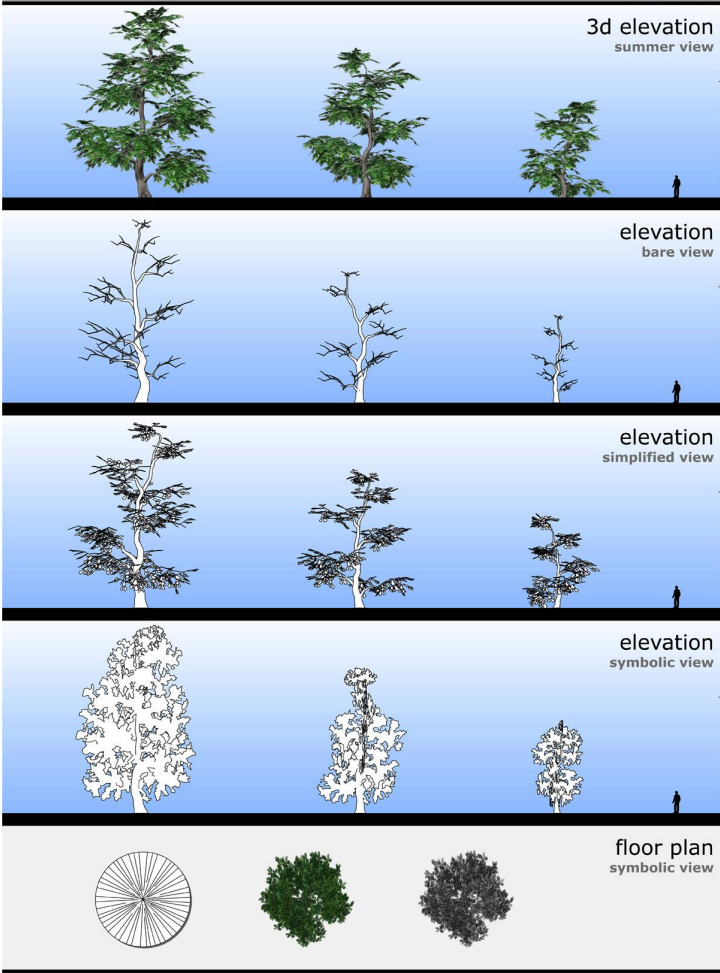 3d elevation
summer view
elevation
bare view
elevation
simplified view
elevation
symbolic view
floor plan
symbolic view